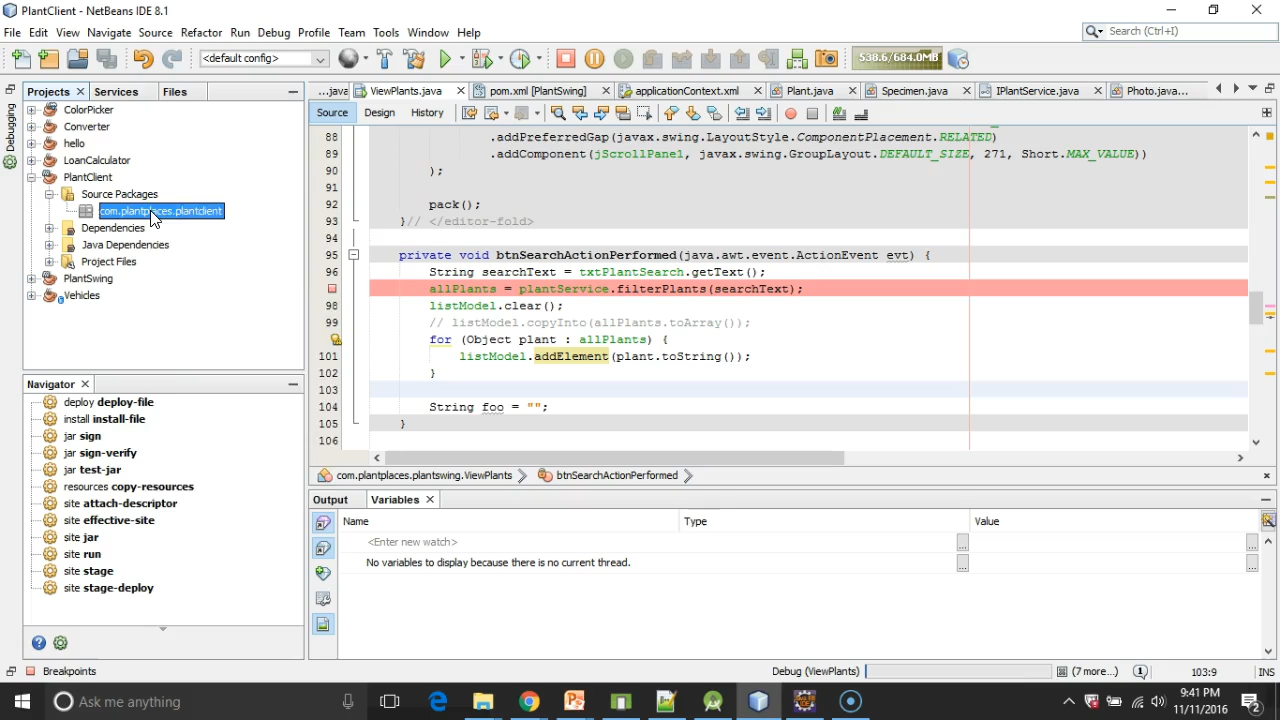 PlantClient - NetBeans IDE 8.1
File Edit View Navigate Source Refactor Run Debug Profile Team Tools Window Help
Search (Ctrl+I)
<default config>
538.6/684.0MB
Projects Services Files
...java ViewPlants.java pom.xml [PlantSwing] applicationContext.xml Plant.java Specimen.java IPlantService.java Photo.java...
Source Design History
Debugging
ColorPicker
Converter
hello
LoanCalculator
PlantClient
Source Packages
com.plantplaces.plantclient
Dependencies
Java Dependencies
Project Files
PlantSwing
Vehicles
88 .addPreferredGap(javax.swing.LayoutStyle.ComponentPlacement.RELATED)
89 .addComponent(jScrollPane1, javax.swing.GroupLayout.DEFAULT_SIZE, 271, Short.MAX_VALUE))
90 );
91
92 pack();
93 }// </editor-fold>
94
95 private void btnSearchActionPerformed(java.awt.event.ActionEvent evt) {
96 String searchText = txtPlantSearch.getText();
allPlants = plantService.filterPlants(searchText);
98 listModel.clear();
99 // listModel.copyInto(allPlants.toArray());
for (Object plant : allPlants) {
101 listModel.addElement(plant.toString());
102 }
103
104 String foo = "";
105 }
106
com.plantplaces.plantswing.ViewPlants btnSearchActionPerformed
Navigator
deploy deploy-file
install install-file
jar sign
jar sign-verify
jar test-jar
resources copy-resources
site attach-descriptor
site effective-site
site jar
site run
site stage
site stage-deploy
Output Variables
Name Type Value
<Enter new watch>
No variables to display because there is no current thread.
Breakpoints
Debug (ViewPlants) (7 more...) 103:9 INS
Ask me anything
9:41 PM
11/11/2016
2